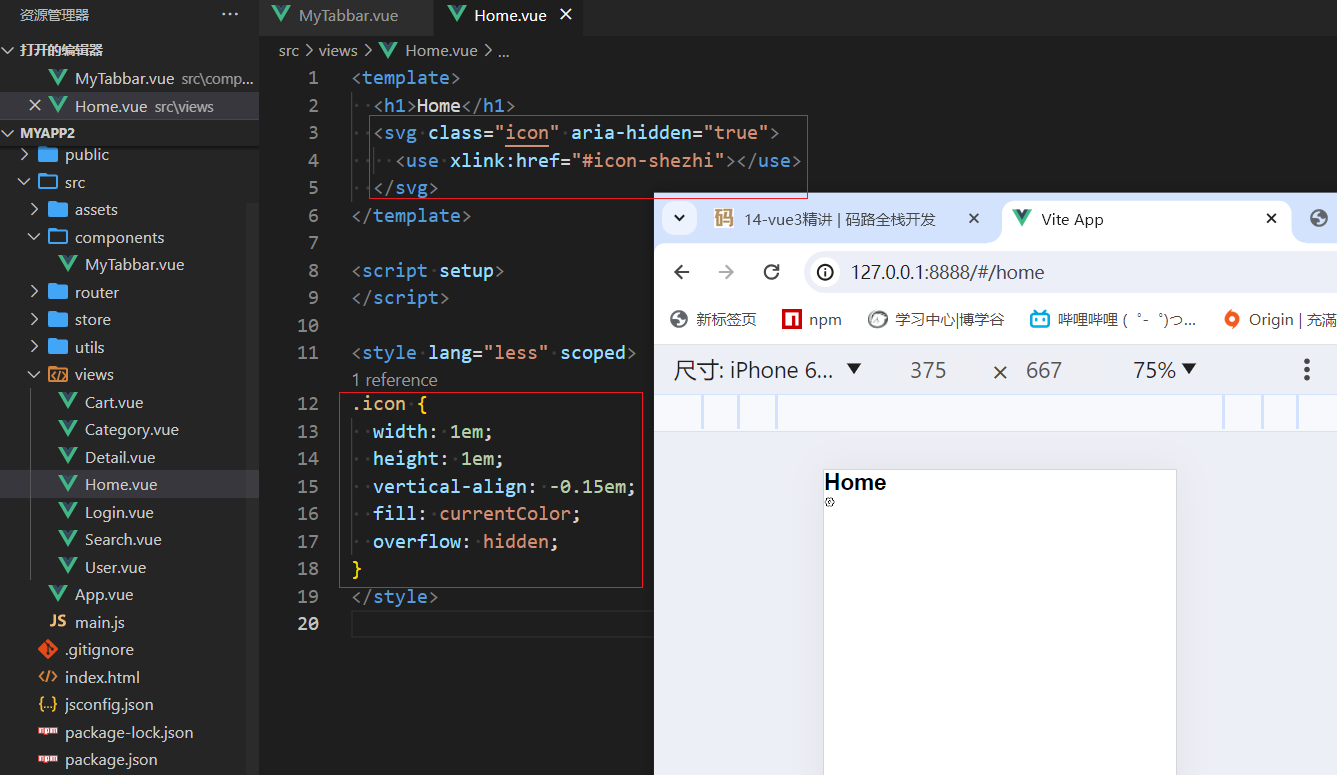 资源管理器
打开的编辑器
MyTabbar.vue src\comp...
Home.vue src\views
MYAPP2
public
src
assets
components
MyTabbar.vue
router
store
utils
views
Cart.vue
Category.vue
Detail.vue
Home.vue
Login.vue
Search.vue
User.vue
App.vue
JS main.js
.gitignore
index.html
jsconfig.json
package-lock.json
package.json
MyTabbar.vue
Home.vue
src > views > Home.vue > ...
1 <template>
2 <h1>Home</h1>
3 <svg class="icon" aria-hidden="true">
4 <use xlink:href="#icon-shezhi"></use>
5 </svg>
6 </template>
7
8 <script setup>
9 </script>
10
11 <style lang="less" scoped>
1 reference
12 .icon {
13 width: 1em;
14 height: 1em;
15 vertical-align: -0.15em;
16 fill: currentColor;
17 overflow: hidden;
18 }
19 </style>
20
码 14-vue3精讲 | 码路全栈开发
Vite App
127.0.0.1:8888/#/home
新标签页 npm 学习中心|博学谷 哔哩哔哩 ( ゜- ゜)つ... Origin | 充满
尺寸: iPhone 6... 375 × 667 75%
Home